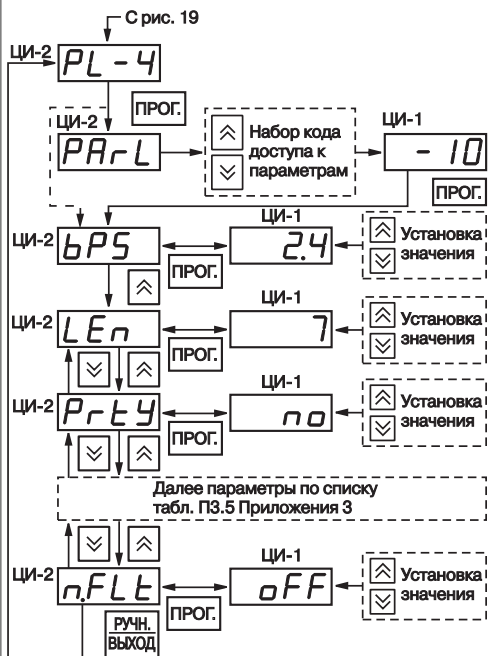 С рис. 19
ЦИ-2
PL-4
ПРОГ.
ЦИ-2
PArL
Набор кода
доступа к
параметрам
ЦИ-1
-10
ПРОГ.
ЦИ-2
bPS
ПРОГ.
ЦИ-1
2.4
Установка
значения
ЦИ-2
LEn
ПРОГ.
ЦИ-1
7
Установка
значения
ЦИ-2
PrtY
ПРОГ.
ЦИ-1
no
Установка
значения
Далее параметры по списку
табл. П3.5 Приложения 3
ЦИ-2
n.FLt
ПРОГ.
ЦИ-1
oFF
Установка
значения
РУЧН.
ВЫХОД